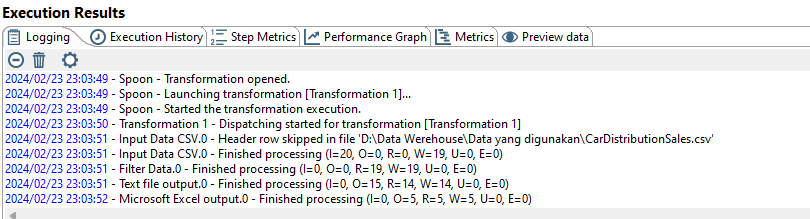 Execution Results
Logging Execution History Step Metrics Performance Graph Metrics Preview data
2024/02/23 23:03:49 - Spoon - Transformation opened.
2024/02/23 23:03:49 - Spoon - Launching transformation [Transformation 1]...
2024/02/23 23:03:49 - Spoon - Started the transformation execution.
2024/02/23 23:03:50 - Transformation 1 - Dispatching started for transformation [Transformation 1]
2024/02/23 23:03:51 - Input Data CSV.0 - Header row skipped in file 'D:\Data Werehouse\Data yang digunakan\CarDistributionSales.csv'
2024/02/23 23:03:51 - Input Data CSV.0 - Finished processing (I=20, O=0, R=0, W=19, U=0, E=0)
2024/02/23 23:03:51 - Filter Data.0 - Finished processing (I=0, O=0, R=19, W=19, U=0, E=0)
2024/02/23 23:03:51 - Text file output.0 - Finished processing (I=0, O=15, R=14, W=14, U=0, E=0)
2024/02/23 23:03:52 - Microsoft Excel output.0 - Finished processing (I=0, O=5, R=5, W=5, U=0, E=0)